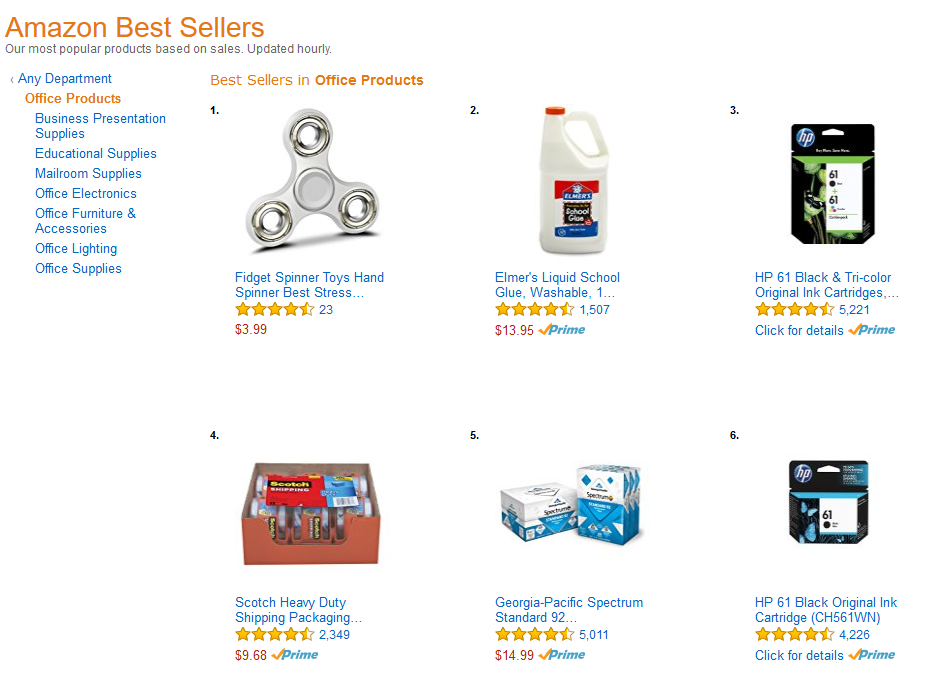 Amazon Best Sellers
Our most popular products based on sales. Updated hourly.
‹ Any Department
Office Products
Business Presentation
Supplies
Educational Supplies
Mailroom Supplies
Office Electronics
Office Furniture &
Accessories
Office Lighting
Office Supplies
Best Sellers in Office Products
1.
Fidget Spinner Toys Hand
Spinner Best Stress...
23
$3.99
2.
ELMER'S
School
Glue
Elmer's Liquid School
Glue, Washable, 1...
1,507
$13.95 Prime
3.
hp
61
+
61
HP 61 Black & Tri-color
Original Ink Cartridges,...
5,221
Click for details Prime
4.
Scotch
SHIPPING
Scotch
Scotch
Scotch Heavy Duty
Shipping Packaging...
2,349
$9.68 Prime
5.
Spectrum
Spectrum
STANDARD 92
Georgia-Pacific Spectrum
Standard 92...
5,011
$14.99 Prime
6.
hp
61
HP 61 Black Original Ink
Cartridge (CH561WN)
4,226
Click for details Prime